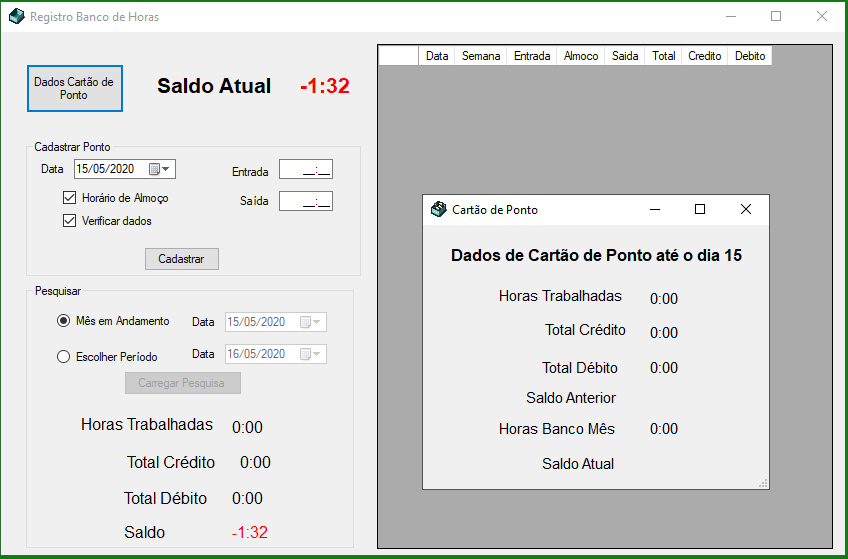 Registro Banco de Horas
Dados Cartão de
Ponto
Saldo Atual -1:32
Cadastrar Ponto
Data 15/05/2020 Entrada __:__
Horário de Almoço Saída __:__
Verificar dados
Cadastrar
Pesquisar
Mês em Andamento Data 15/05/2020
Escolher Período Data 16/05/2020
Carregar Pesquisa
Horas Trabalhadas 0:00
Total Crédito 0:00
Total Débito 0:00
Saldo -1:32
Data Semana Entrada Almoco Saida Total Credito Debito
Cartão de Ponto
Dados de Cartão de Ponto até o dia 15
Horas Trabalhadas 0:00
Total Crédito 0:00
Total Débito 0:00
Saldo Anterior
Horas Banco Mês 0:00
Saldo Atual